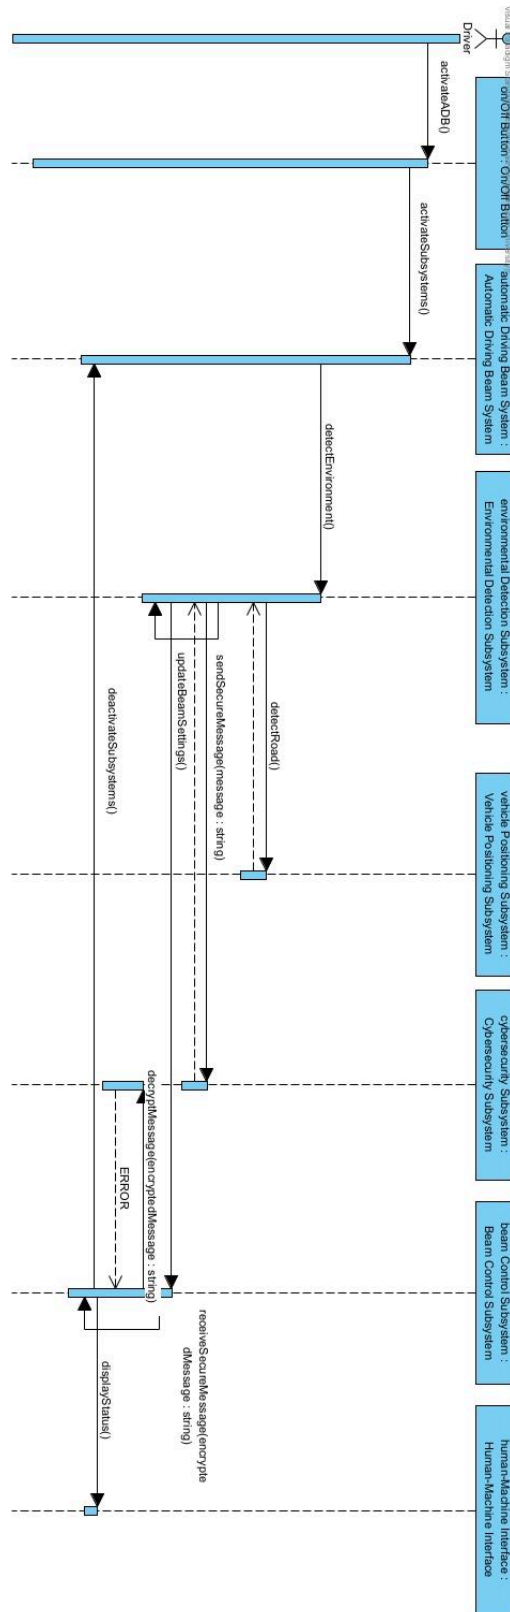 Driver
on/Off Button : On/Off Button
automatic Driving Beam System :
Automatic Driving Beam System
environmental Detection Subsystem :
Environmental Detection Subsystem
vehicle Positioning Subsystem :
Vehicle Positioning Subsystem
cybersecurity Subsystem :
Cybersecurity Subsystem
beam Control Subsystem :
Beam Control Subsystem
human-Machine Interface :
Human-Machine Interface
activateADB()
activateSubsystems()
detectEnvironment()
detectRoad()
sendSecureMessage(message : string)
updateBeamSettings()
receiveSecureMessage(encrypte
dMessage : string)
decryptMessage(encryptedMessage : string)
ERROR
displayStatus()
deactivateSubsystems()